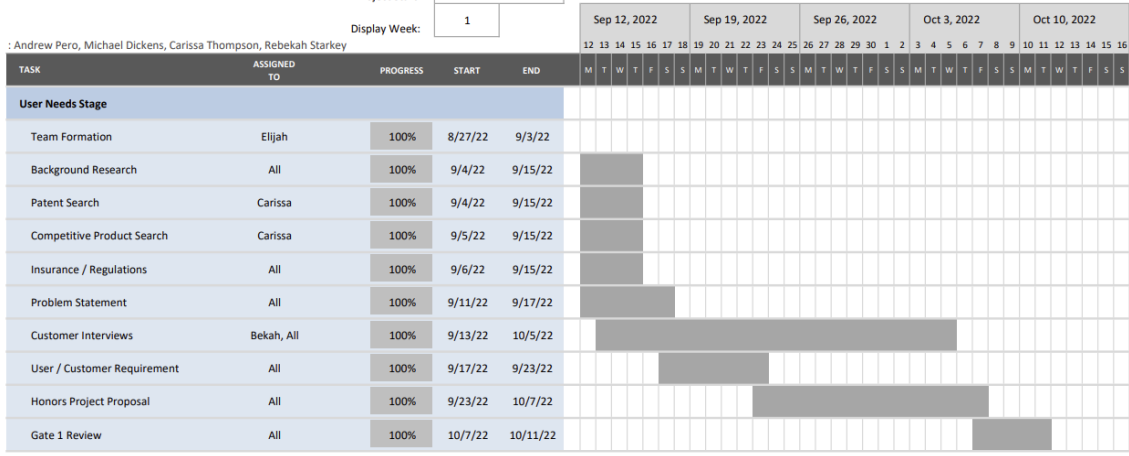 Display Week: 1
Sep 12, 2022 Sep 19, 2022 Sep 26, 2022 Oct 3, 2022 Oct 10, 2022
: Andrew Pero, Michael Dickens, Carissa Thompson, Rebekah Starkey
12 13 14 15 16 17 18 19 20 21 22 23 24 25 26 27 28 29 30 1 2 3 4 5 6 7 8 9 10 11 12 13 14 15 16
TASK ASSIGNED TO PROGRESS START END M T W T F S S M T W T F S S M T W T F S S M T W T F S S M T W T F S S
User Needs Stage
Team Formation Elijah 100% 8/27/22 9/3/22
Background Research All 100% 9/4/22 9/15/22
Patent Search Carissa 100% 9/4/22 9/15/22
Competitive Product Search Carissa 100% 9/5/22 9/15/22
Insurance / Regulations All 100% 9/6/22 9/15/22
Problem Statement All 100% 9/11/22 9/17/22
Customer Interviews Bekah, All 100% 9/13/22 10/5/22
User / Customer Requirement All 100% 9/17/22 9/23/22
Honors Project Proposal All 100% 9/23/22 10/7/22
Gate 1 Review All 100% 10/7/22 10/11/22